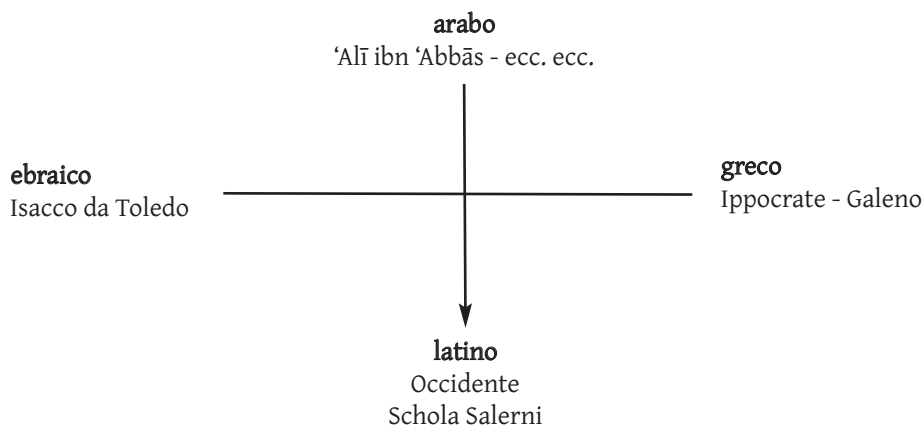 arabo
‘Alī ibn ‘Abbās - ecc. ecc.
ebraico
Isacco da Toledo
greco
Ippocrate - Galeno
latino
Occidente
Schola Salerni